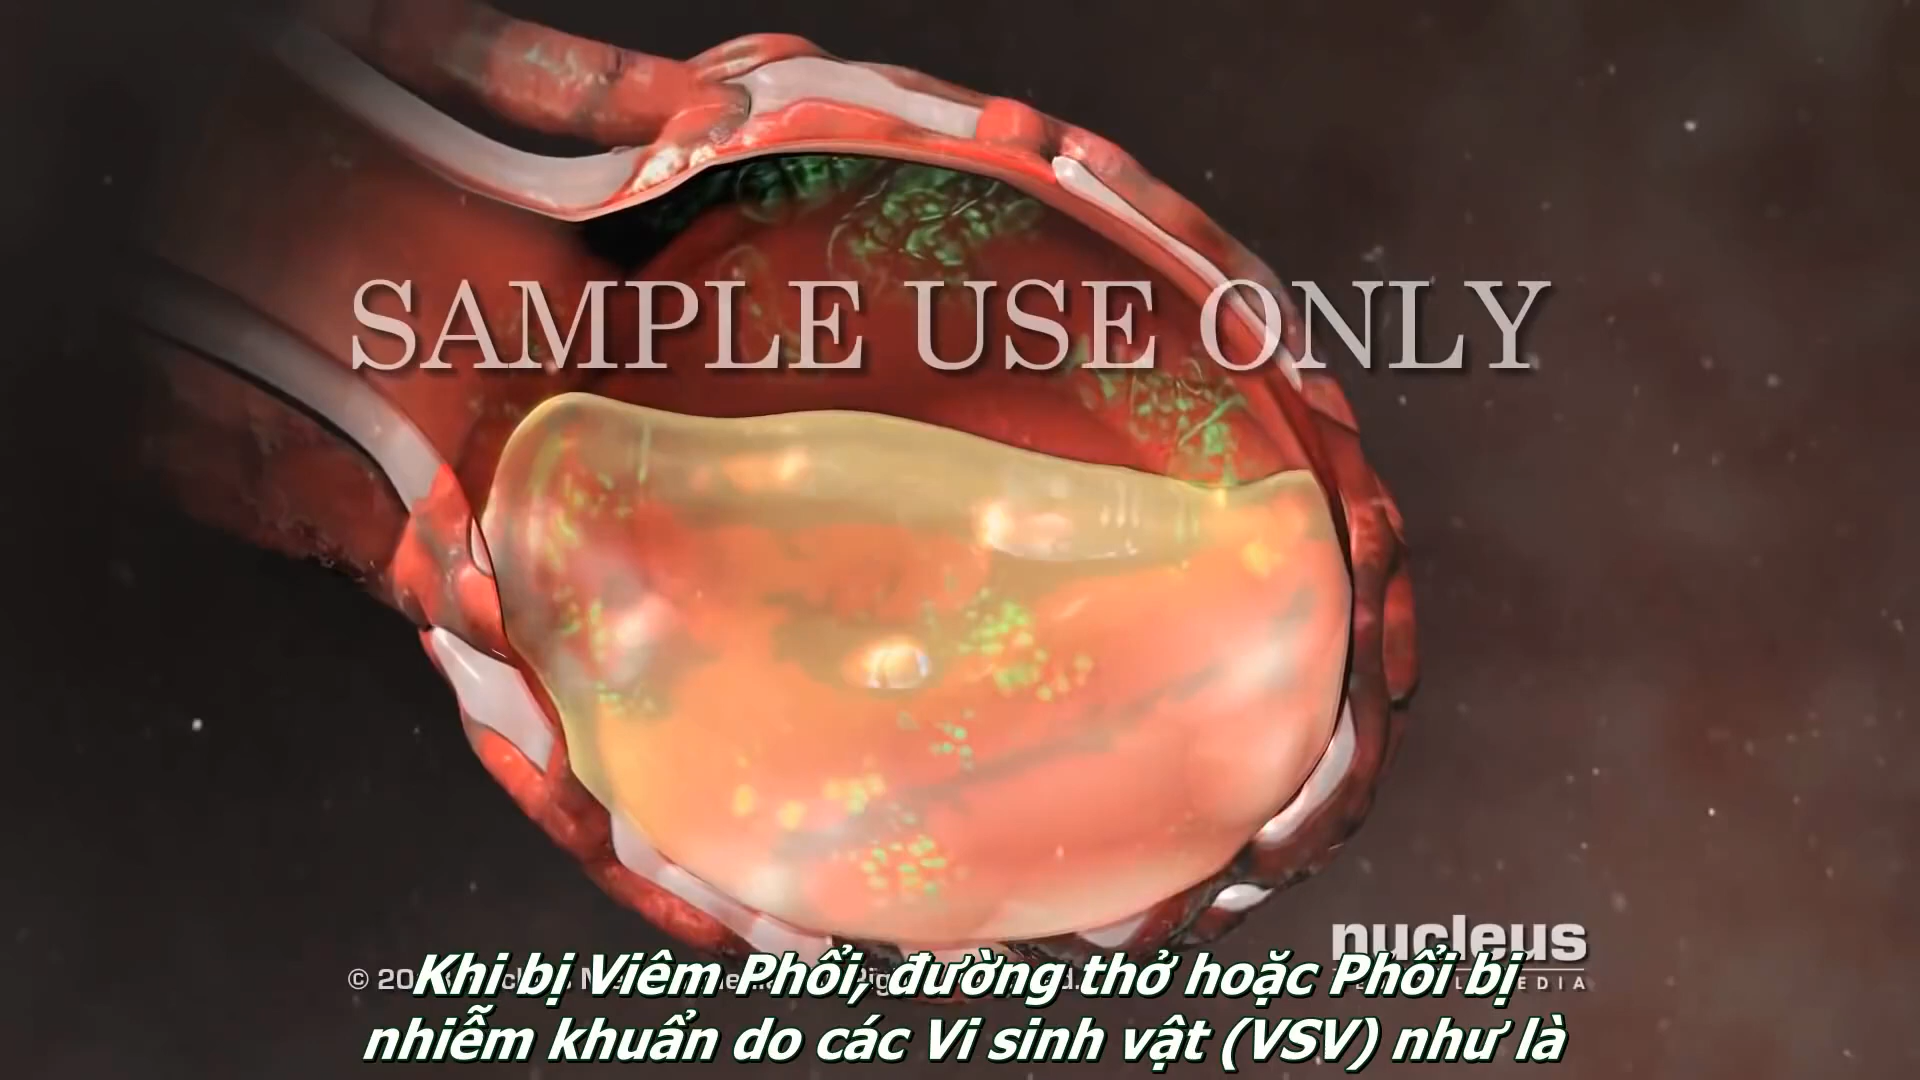 SAMPLE USE ONLY
nucleus
Khi bị Viêm Phổi, đường thở hoặc Phổi bị
nhiễm khuẩn do các Vi sinh vật (VSV) như là